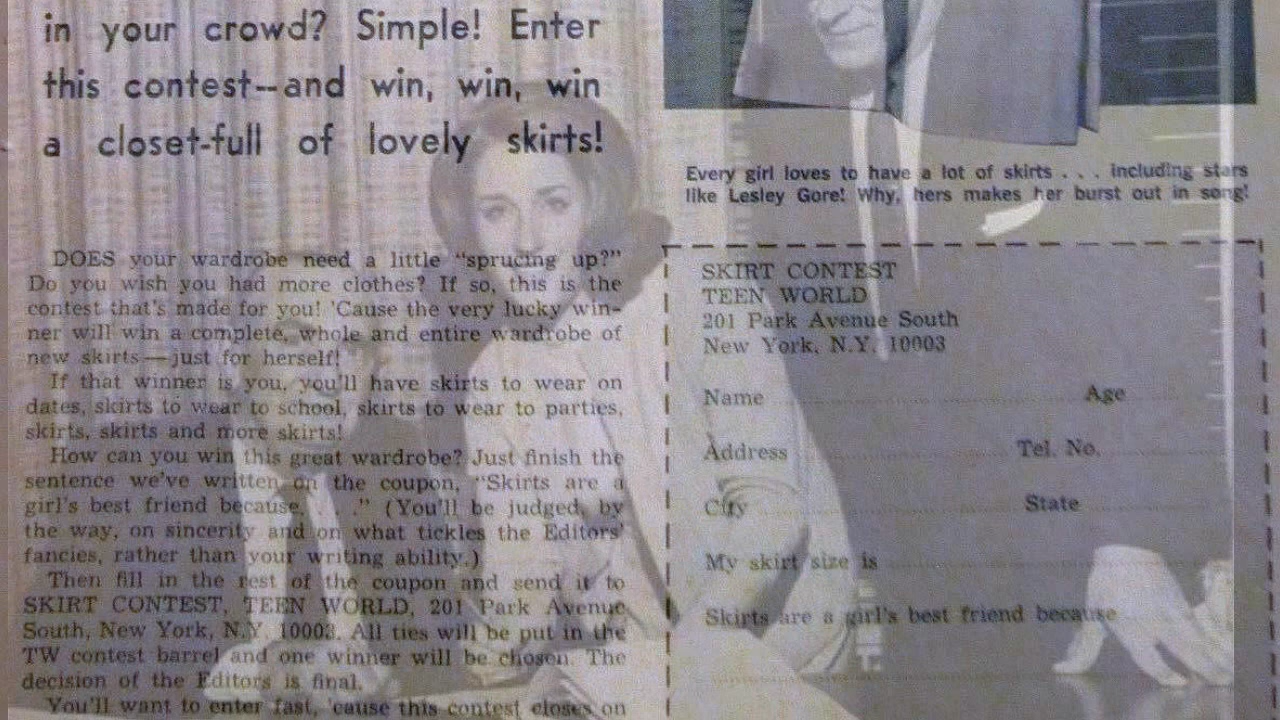 in your crowd? Simple! Enter
this contest--and win, win, win
a closet-full of lovely skirts!
Every girl loves to have a lot of skirts . . . including stars
like Lesley Gore! Why, hers makes her burst out in song!
DOES your wardrobe need a little "sprucing up?"
Do you wish you had more clothes? If so, this is the
contest that's made for you! 'Cause the very lucky win-
ner will win a complete, whole and entire wardrobe of
new skirts—just for herself!
If that winner is you, you'll have skirts to wear on
dates, skirts to wear to school, skirts to wear to parties,
skirts, skirts and more skirts!
How can you win this great wardrobe? Just finish the
sentence we've written on the coupon, "Skirts are a
girl's best friend because. . . ." (You'll be judged, by
the way, on sincerity and on what tickles the Editors'
fancies, rather than your writing ability.)
Then fill in the rest of the coupon and send it to
SKIRT CONTEST, TEEN WORLD, 201 Park Avenue
South, New York, N.Y. 10003. All ties will be put in the
TW contest barrel and one winner will be chosen. The
decision of the Editors is final.
You'll want to enter fast, 'cause this contest closes on
SKIRT CONTEST
TEEN WORLD
201 Park Avenue South
New York, N.Y. 10003
Name Age
Address Tel. No.
City State
My skirt size is
Skirts are a girl's best friend because